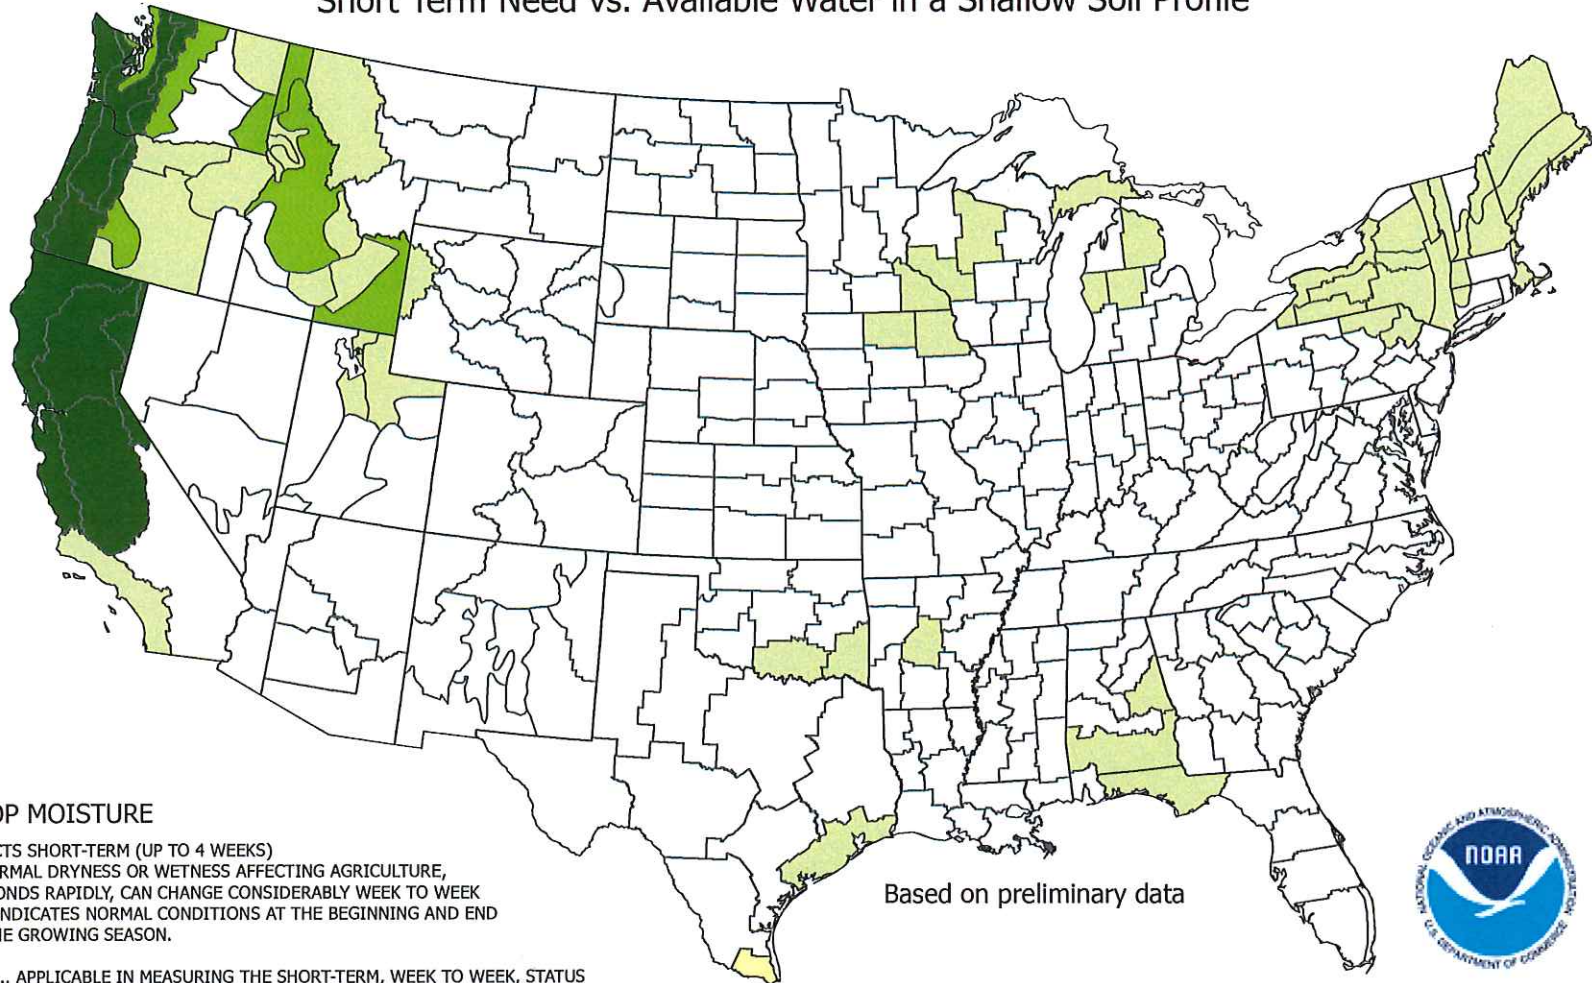 Short Term Need vs. Available Water in a Shallow Soil Profile
OP MOISTURE
CTS SHORT-TERM (UP TO 4 WEEKS)
RMAL DRYNESS OR WETNESS AFFECTING AGRICULTURE,
ONDS RAPIDLY, CAN CHANGE CONSIDERABLY WEEK TO WEEK
NDICATES NORMAL CONDITIONS AT THE BEGINNING AND END
HE GROWING SEASON.
... APPLICABLE IN MEASURING THE SHORT-TERM, WEEK TO WEEK, STATUS
Based on preliminary data
NATIONAL OCEANIC AND ATMOSPHERIC ADMINISTRATION
NOAA
U.S. DEPARTMENT OF COMMERCE